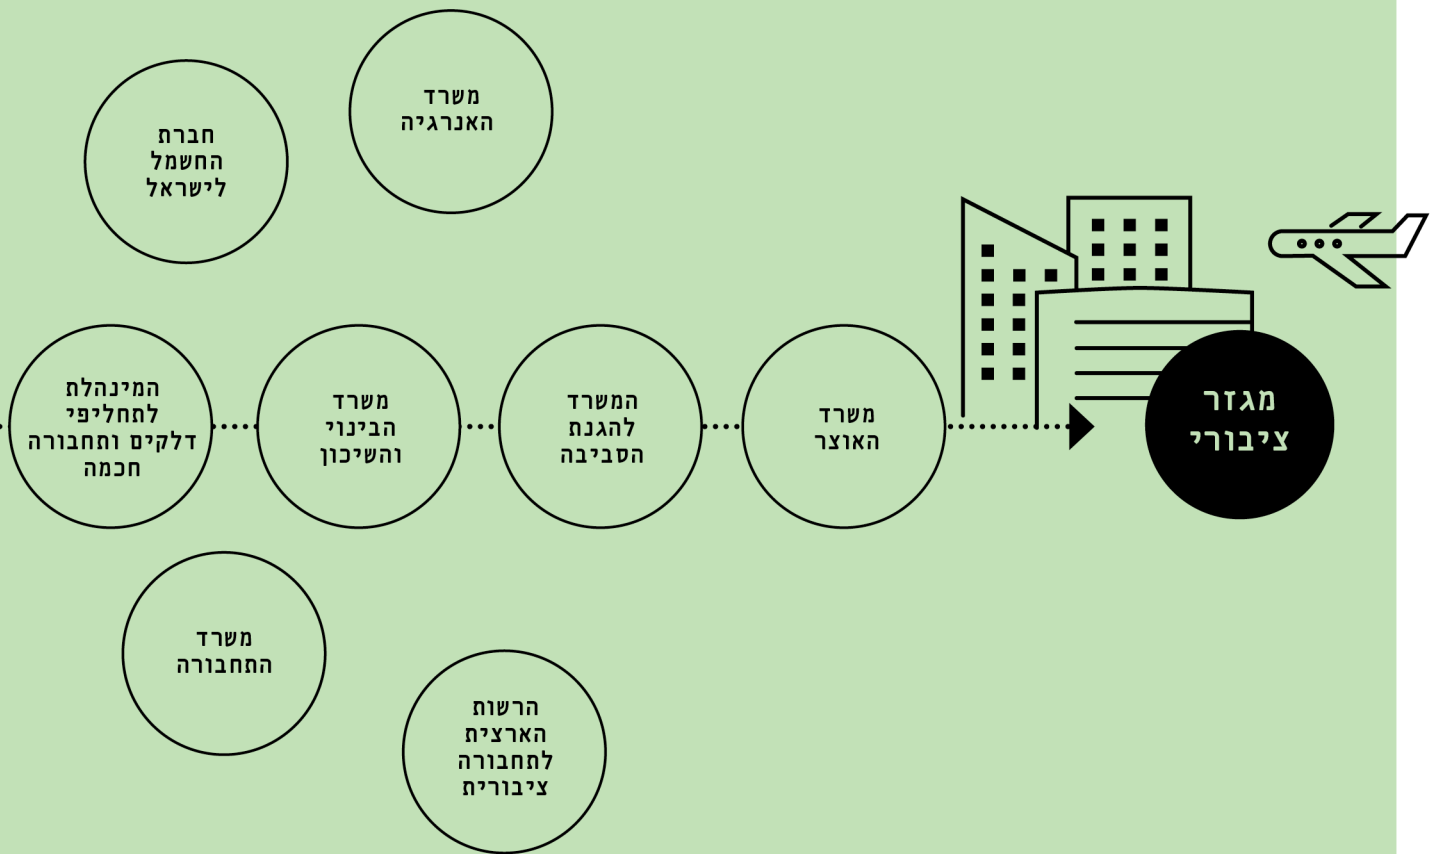 משרד
האנרגיה
חברת
החשמל
לישראל
מגזר
ציבורי
משרד
האוצר
המשרד
להגנת
הסביבה
משרד
הבינוי
והשיכון
המינהלת
לתחליפי
דלקים ותחבורה
חכמה
משרד
התחבורה
הרשות
הארצית
לתחבורה
ציבורית